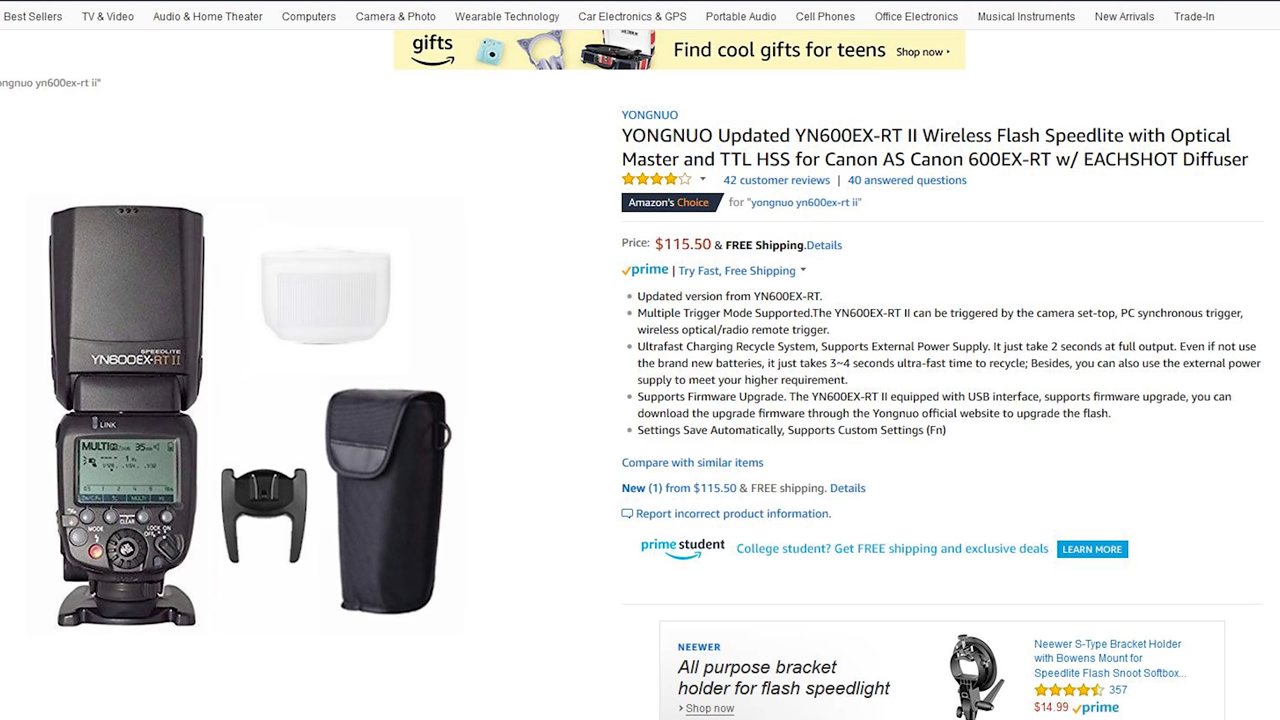 Best Sellers TV & Video Audio & Home Theater Computers Camera & Photo Wearable Technology Car Electronics & GPS Portable Audio Cell Phones Office Electronics Musical Instruments New Arrivals Trade-In
gifts
Find cool gifts for teens Shop now
ongnuo yn600ex-rt ii"
YONGNUO
YONGNUO Updated YN600EX-RT II Wireless Flash Speedlite with Optical
Master and TTL HSS for Canon AS Canon 600EX-RT w/ EACHSHOT Diffuser
42 customer reviews | 40 answered questions
Amazon's Choice for "yongnuo yn600ex-rt ii"
Price: $115.50 & FREE Shipping.Details
prime | Try Fast, Free Shipping
Updated version from YN600EX-RT.
Multiple Trigger Mode Supported.The YN600EX-RT II can be triggered by the camera set-top, PC synchronous trigger,
wireless optical/radio remote trigger.
Ultrafast Charging Recycle System, Supports External Power Supply. It just take 2 seconds at full output. Even if not use
the brand new batteries, it just takes 3~4 seconds ultra-fast time to recycle; Besides, you can also use the external power
supply to meet your higher requirement.
Supports Firmware Upgrade. The YN600EX-RT II equipped with USB interface, supports firmware upgrade, you can
download the upgrade firmware through the Yongnuo official website to upgrade the flash.
Settings Save Automatically, Supports Custom Settings (Fn)
Compare with similar items
New (1) from $115.50 & FREE shipping. Details
Report incorrect product information.
prime student College student? Get FREE shipping and exclusive deals LEARN MORE
SPEEDLITE
YN600EX-RT II
LINK
MULTI 35mm
CLEAR
MODE
LOCK ON
OFF
NEEWER
All purpose bracket
holder for flash speedlight
Shop now
Neewer S-Type Bracket Holder
with Bowens Mount for
Speedlite Flash Snoot Softbox...
357
$14.99 prime